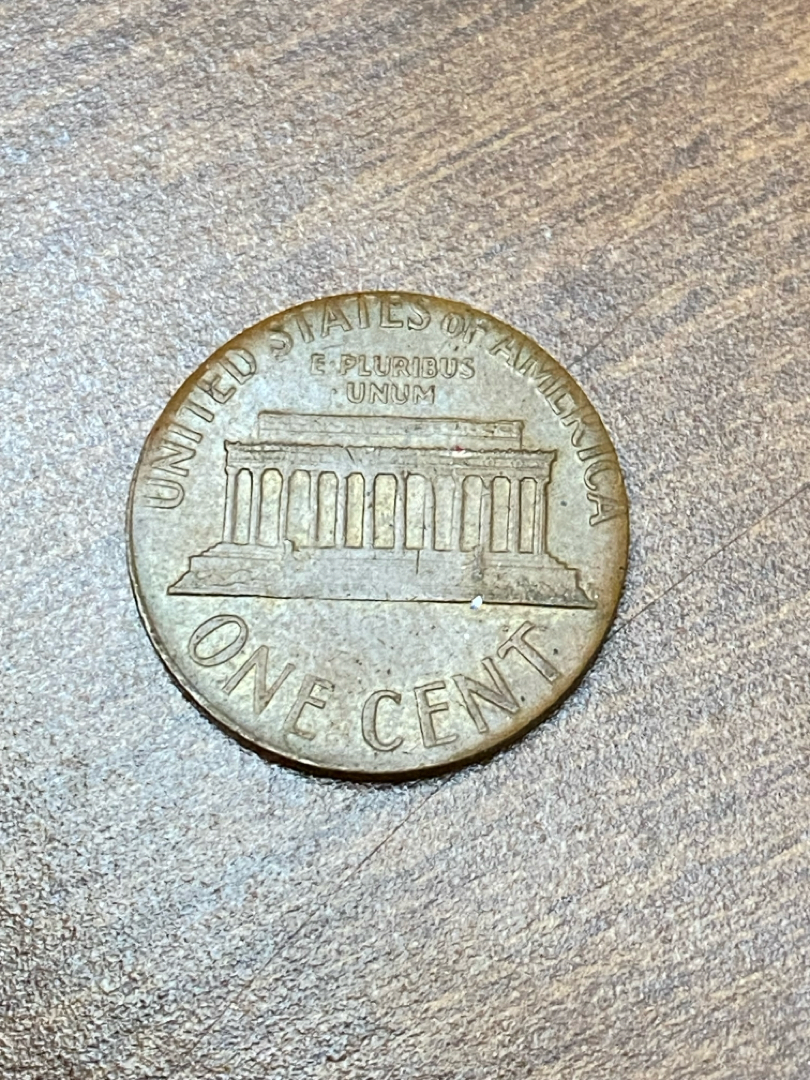 UNITED STATES OF AMERICA
E·PLURIBUS
UNUM
ONE CENT